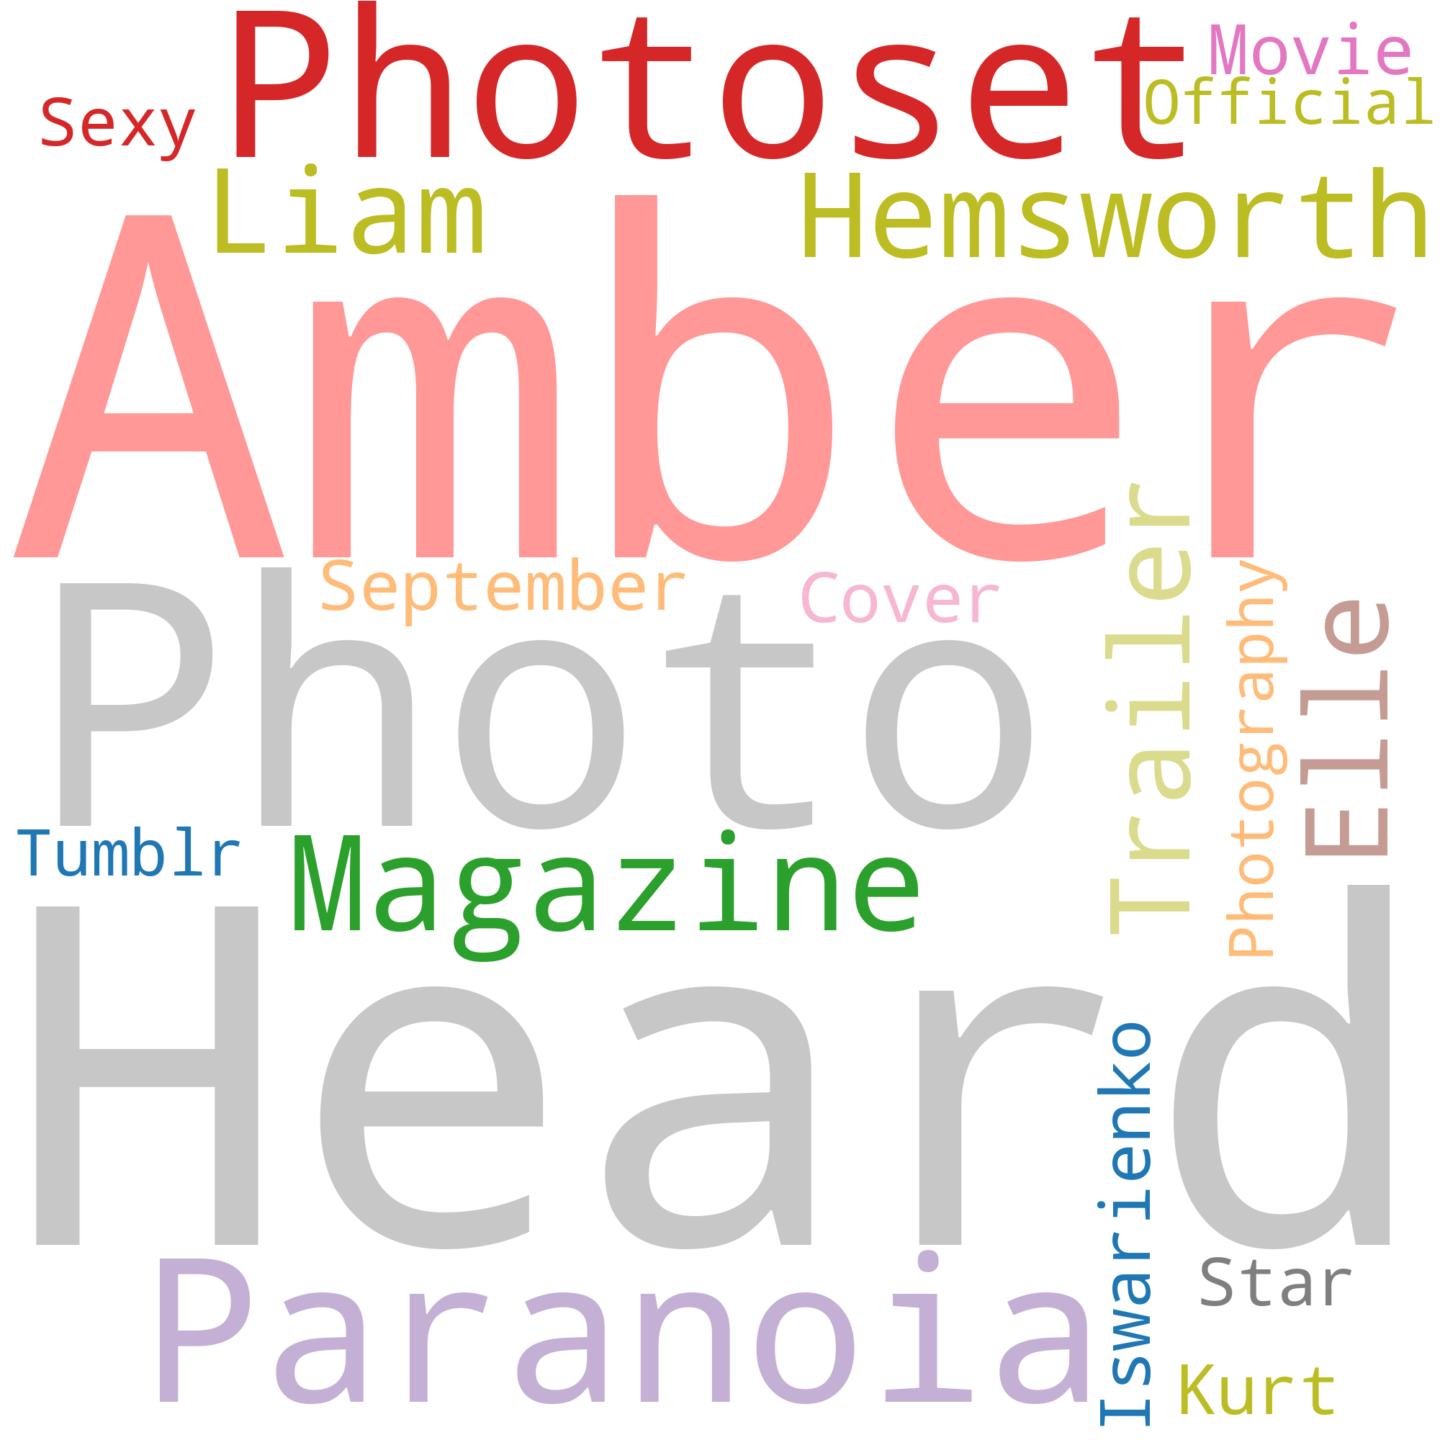 Photoset
Movie
Official
Sexy
Liam
Hemsworth
Amber
September
Cover
Photo
Trailer
Photography
Elle
Tumblr
Magazine
Heard
Iswarienko
Paranoia
Star
Kurt